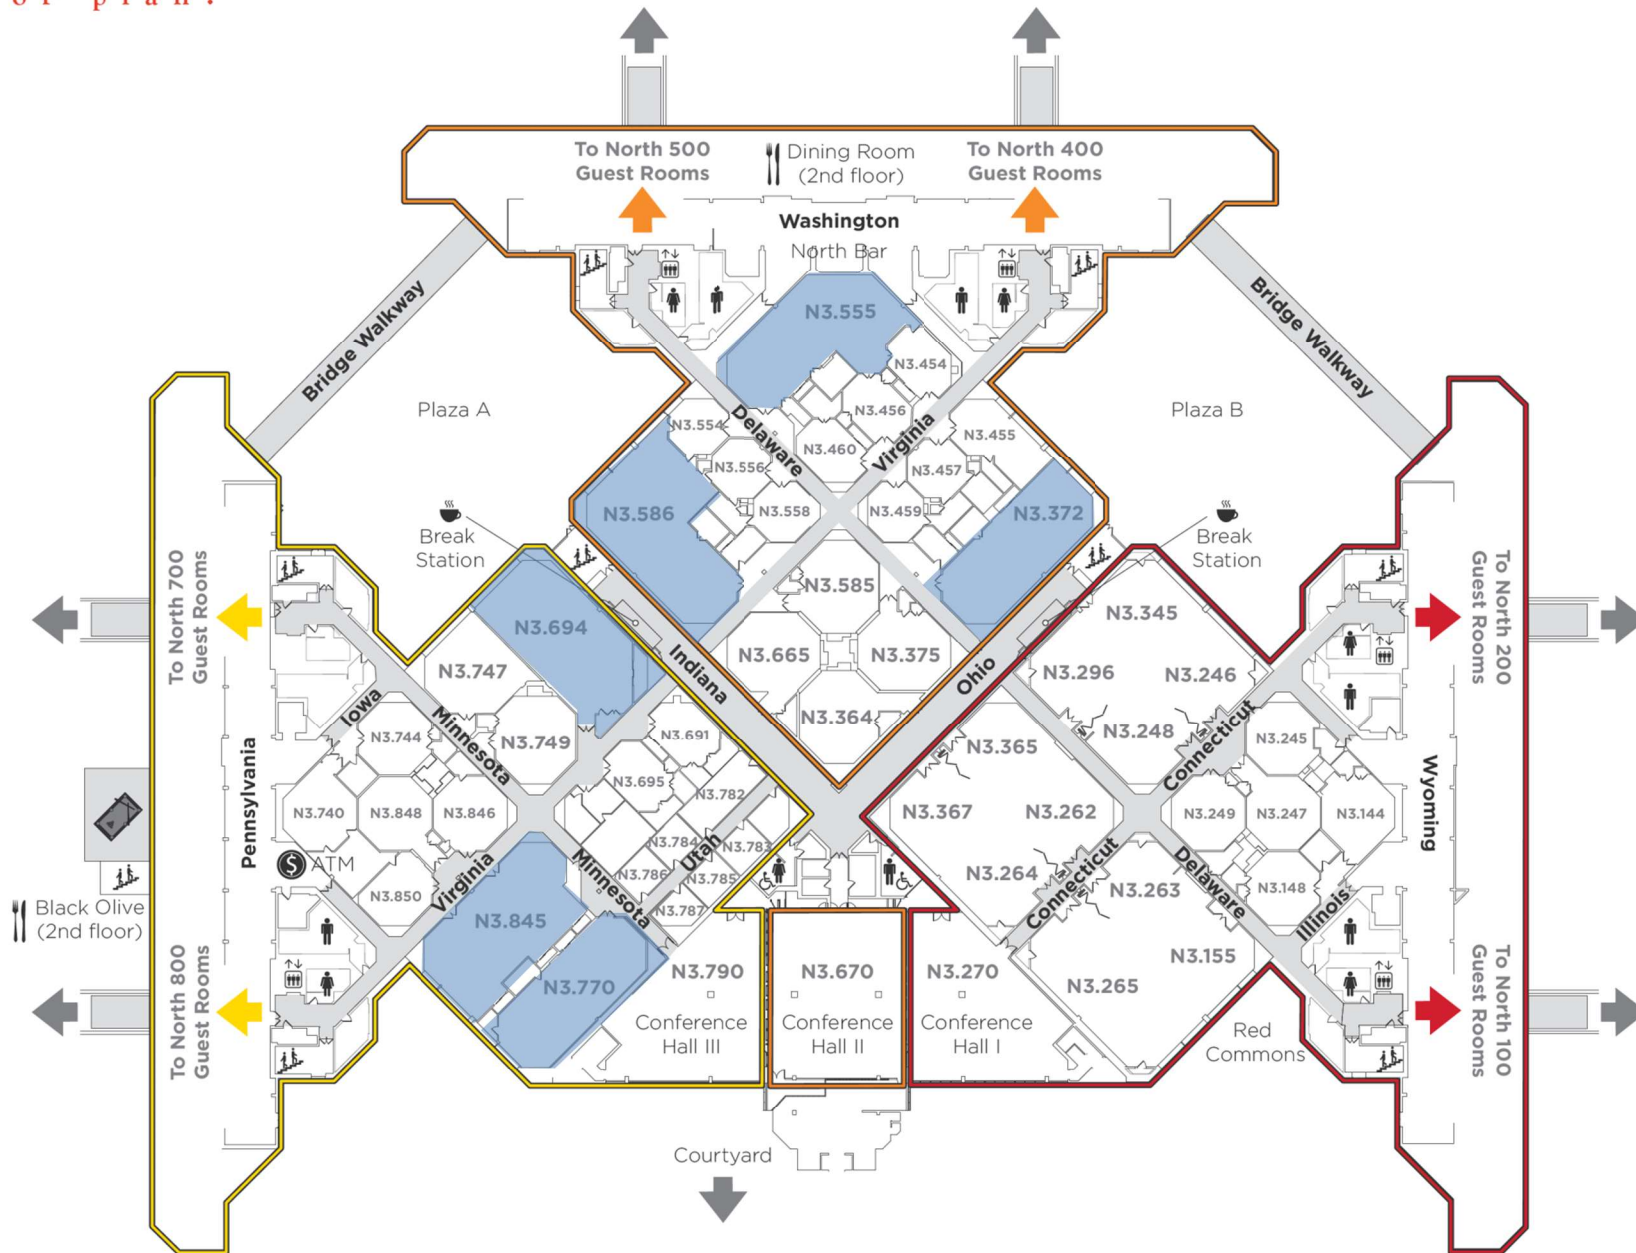 To North 500
Guest Rooms
Dining Room
(2nd floor)
To North 400
Guest Rooms
Washington
North Bar
Bridge Walkway
Bridge Walkway
N3.555
N3.454
Plaza A
Plaza B
N3.554
Delaware
N3.456
Virginia
N3.455
N3.460
N3.556
N3.457
N3.586
N3.558
N3.459
N3.372
Break
Station
Break
Station
To North 700
Guest Rooms
To North 200
Guest Rooms
N3.585
N3.345
N3.694
N3.665
N3.375
N3.747
Indiana
Ohio
N3.296
N3.246
Iowa
Minnesota
N3.364
N3.744
N3.749
N3.691
N3.365
N3.248
Connecticut
N3.245
Pennsylvania
Wyoming
N3.695
N3.782
N3.740
N3.848
N3.846
N3.367
N3.262
N3.249
N3.247
N3.144
N3.784
Utah
N3.783
$ ATM
Virginia
Minnesota
N3.786
N3.785
N3.264
Connecticut
N3.263
Delaware
N3.148
Illinois
N3.850
N3.787
Black Olive
(2nd floor)
N3.845
N3.155
To North 800
Guest Rooms
To North 100
Guest Rooms
N3.770
N3.790
N3.670
N3.270
N3.265
Conference
Hall III
Conference
Hall II
Conference
Hall I
Red
Commons
Courtyard